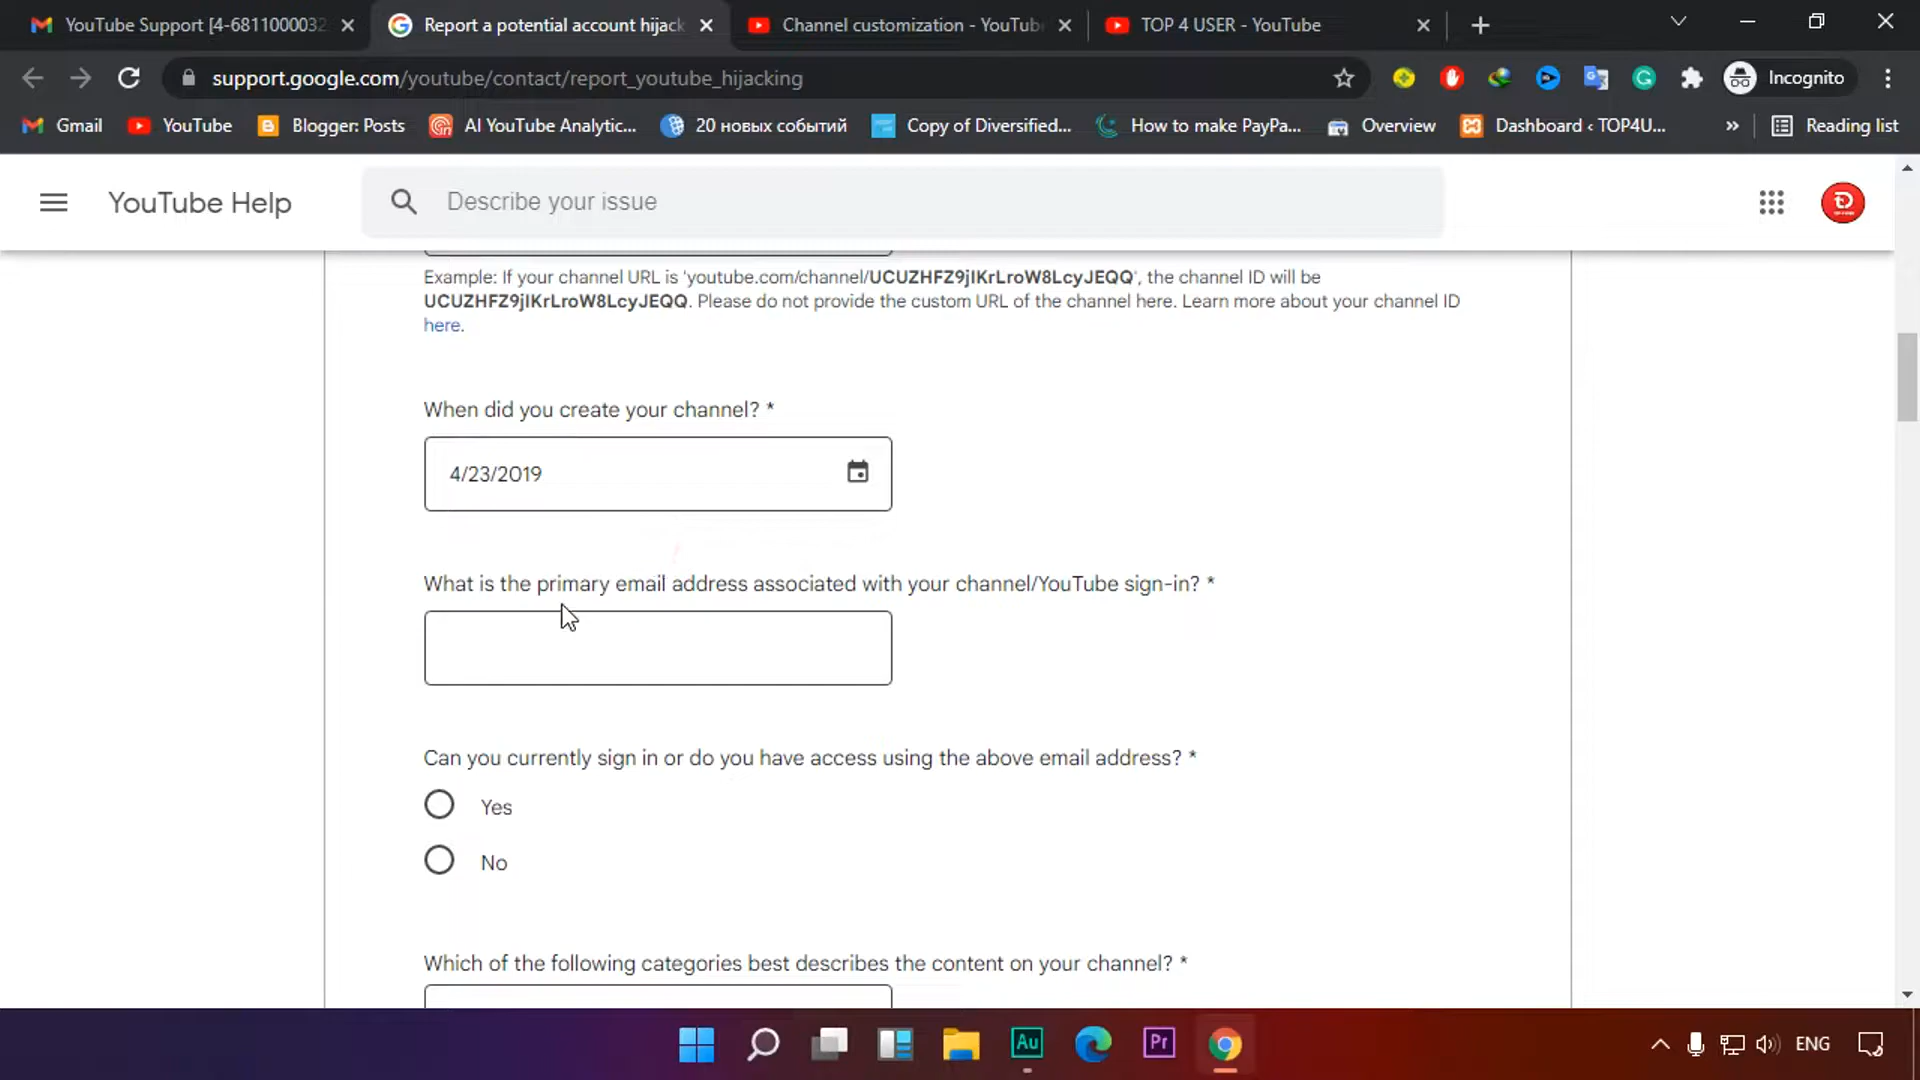 YouTube Support [4-6811000032
Report a potential account hijack
Channel customization - YouTube
TOP 4 USER - YouTube
support.google.com/youtube/contact/report_youtube_hijacking
Incognito
Gmail
YouTube
Blogger: Posts
AI YouTube Analytic...
20 новых событий
Copy of Diversified...
How to make PayPa...
Overview
Dashboard ‹ TOP4U...
Reading list
YouTube Help
Describe your issue
Example: If your channel URL is 'youtube.com/channel/UCUZHFZ9jIKrLroW8LcyJEQQ', the channel ID will be
UCUZHFZ9jIKrLroW8LcyJEQQ. Please do not provide the custom URL of the channel here. Learn more about your channel ID
here.
When did you create your channel? *
4/23/2019
What is the primary email address associated with your channel/YouTube sign-in? *
Can you currently sign in or do you have access using the above email address? *
Yes
No
Which of the following categories best describes the content on your channel? *
Au
Pr
ENG